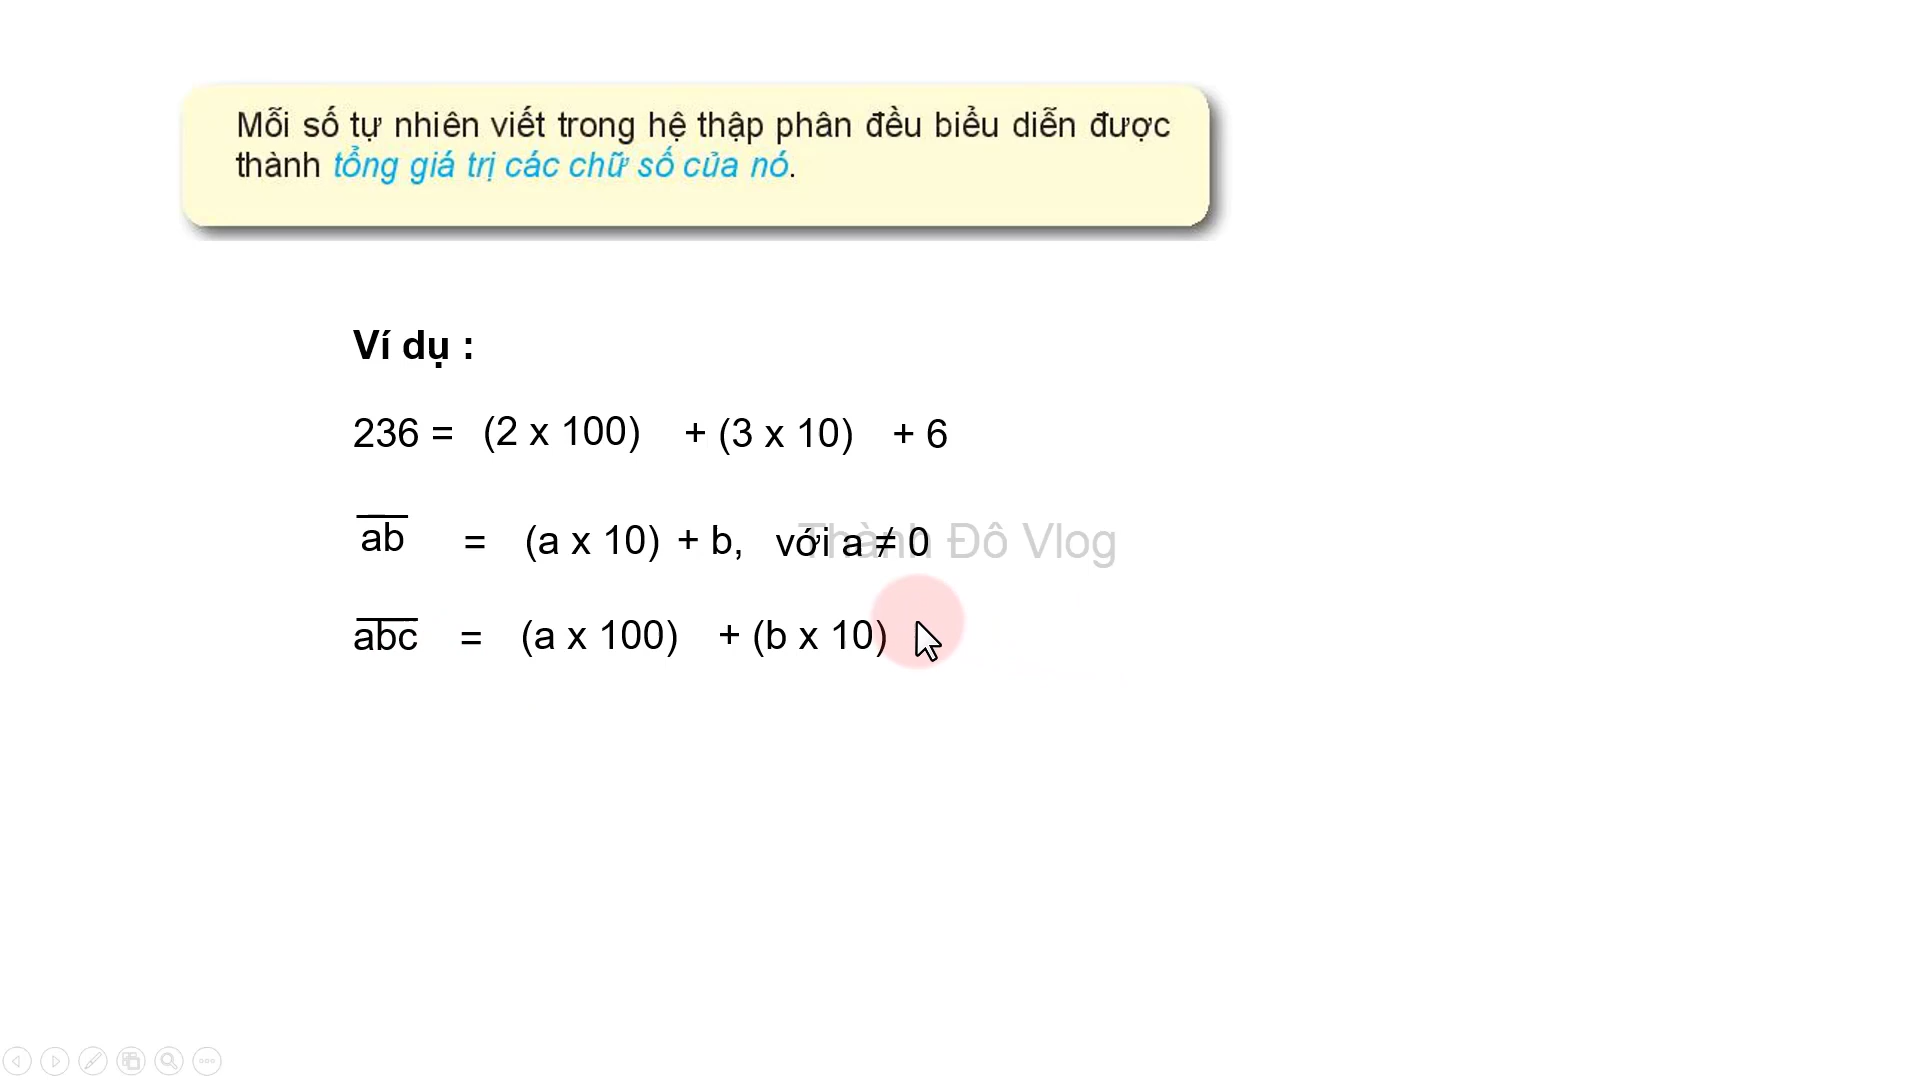 Mỗi số tự nhiên viết trong hệ thập phân đều biểu diễn được
thành tổng giá trị các chữ số của nó.
Ví dụ :
236 = (2 x 100) + (3 x 10) + 6
a̅b̅ = (a x 10) + b, với a ≠ 0
Thành Đô Vlog
a̅b̅c̅ = (a x 100) + (b x 10)